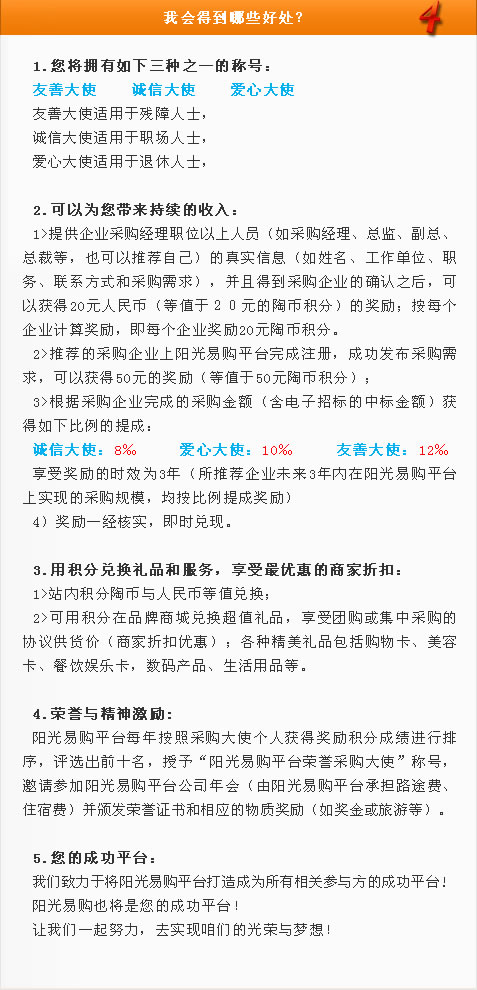 我会得到哪些好处？
4
1.您将拥有如下三种之一的称号：
友善大使 诚信大使 爱心大使
友善大使适用于残障人士，
诚信大使适用于职场人士，
爱心大使适用于退休人士，
2.可以为您带来持续的收入：
1>提供企业采购经理职位以上人员（如采购经理、总监、副总、
总裁等，也可以推荐自己）的真实信息（如姓名、工作单位、职
务、联系方式和采购需求），并且得到采购企业的确认之后，可
以获得20元人民币（等值于２０元的陶币积分）的奖励；按每个
企业计算奖励，即每个企业奖励20元陶币积分。
2>推荐的采购企业上阳光易购平台完成注册，成功发布采购需
求，可以获得50元的奖励（等值于50元陶币积分）；
3>根据采购企业完成的采购金额（含电子招标的中标金额）获
得如下比例的提成：
诚信大使：8‰ 爱心大使：10‰ 友善大使：12‰
享受奖励的时效为3年（所推荐企业未来3年内在阳光易购平台
上实现的采购规模，均按比例提成奖励）
4）奖励一经核实，即时兑现。
3.用积分兑换礼品和服务，享受最优惠的商家折扣：
1>站内积分陶币与人民币等值兑换；
2>可用积分在品牌商城兑换超值礼品，享受团购或集中采购的
协议供货价（商家折扣优惠）；各种精美礼品包括购物卡、美容
卡、餐饮娱乐卡，数码产品、生活用品等。
4.荣誉与精神激励：
阳光易购平台每年按照采购大使个人获得奖励积分成绩进行排
序，评选出前十名，授予“阳光易购平台荣誉采购大使”称号，
邀请参加阳光易购平台公司年会（由阳光易购平台承担路途费、
住宿费）并颁发荣誉证书和相应的物质奖励（如奖金或旅游等）。
5.您的成功平台：
我们致力于将阳光易购平台打造成为所有相关参与方的成功平台！
阳光易购也将是您的成功平台！
让我们一起努力，去实现咱们的光荣与梦想！